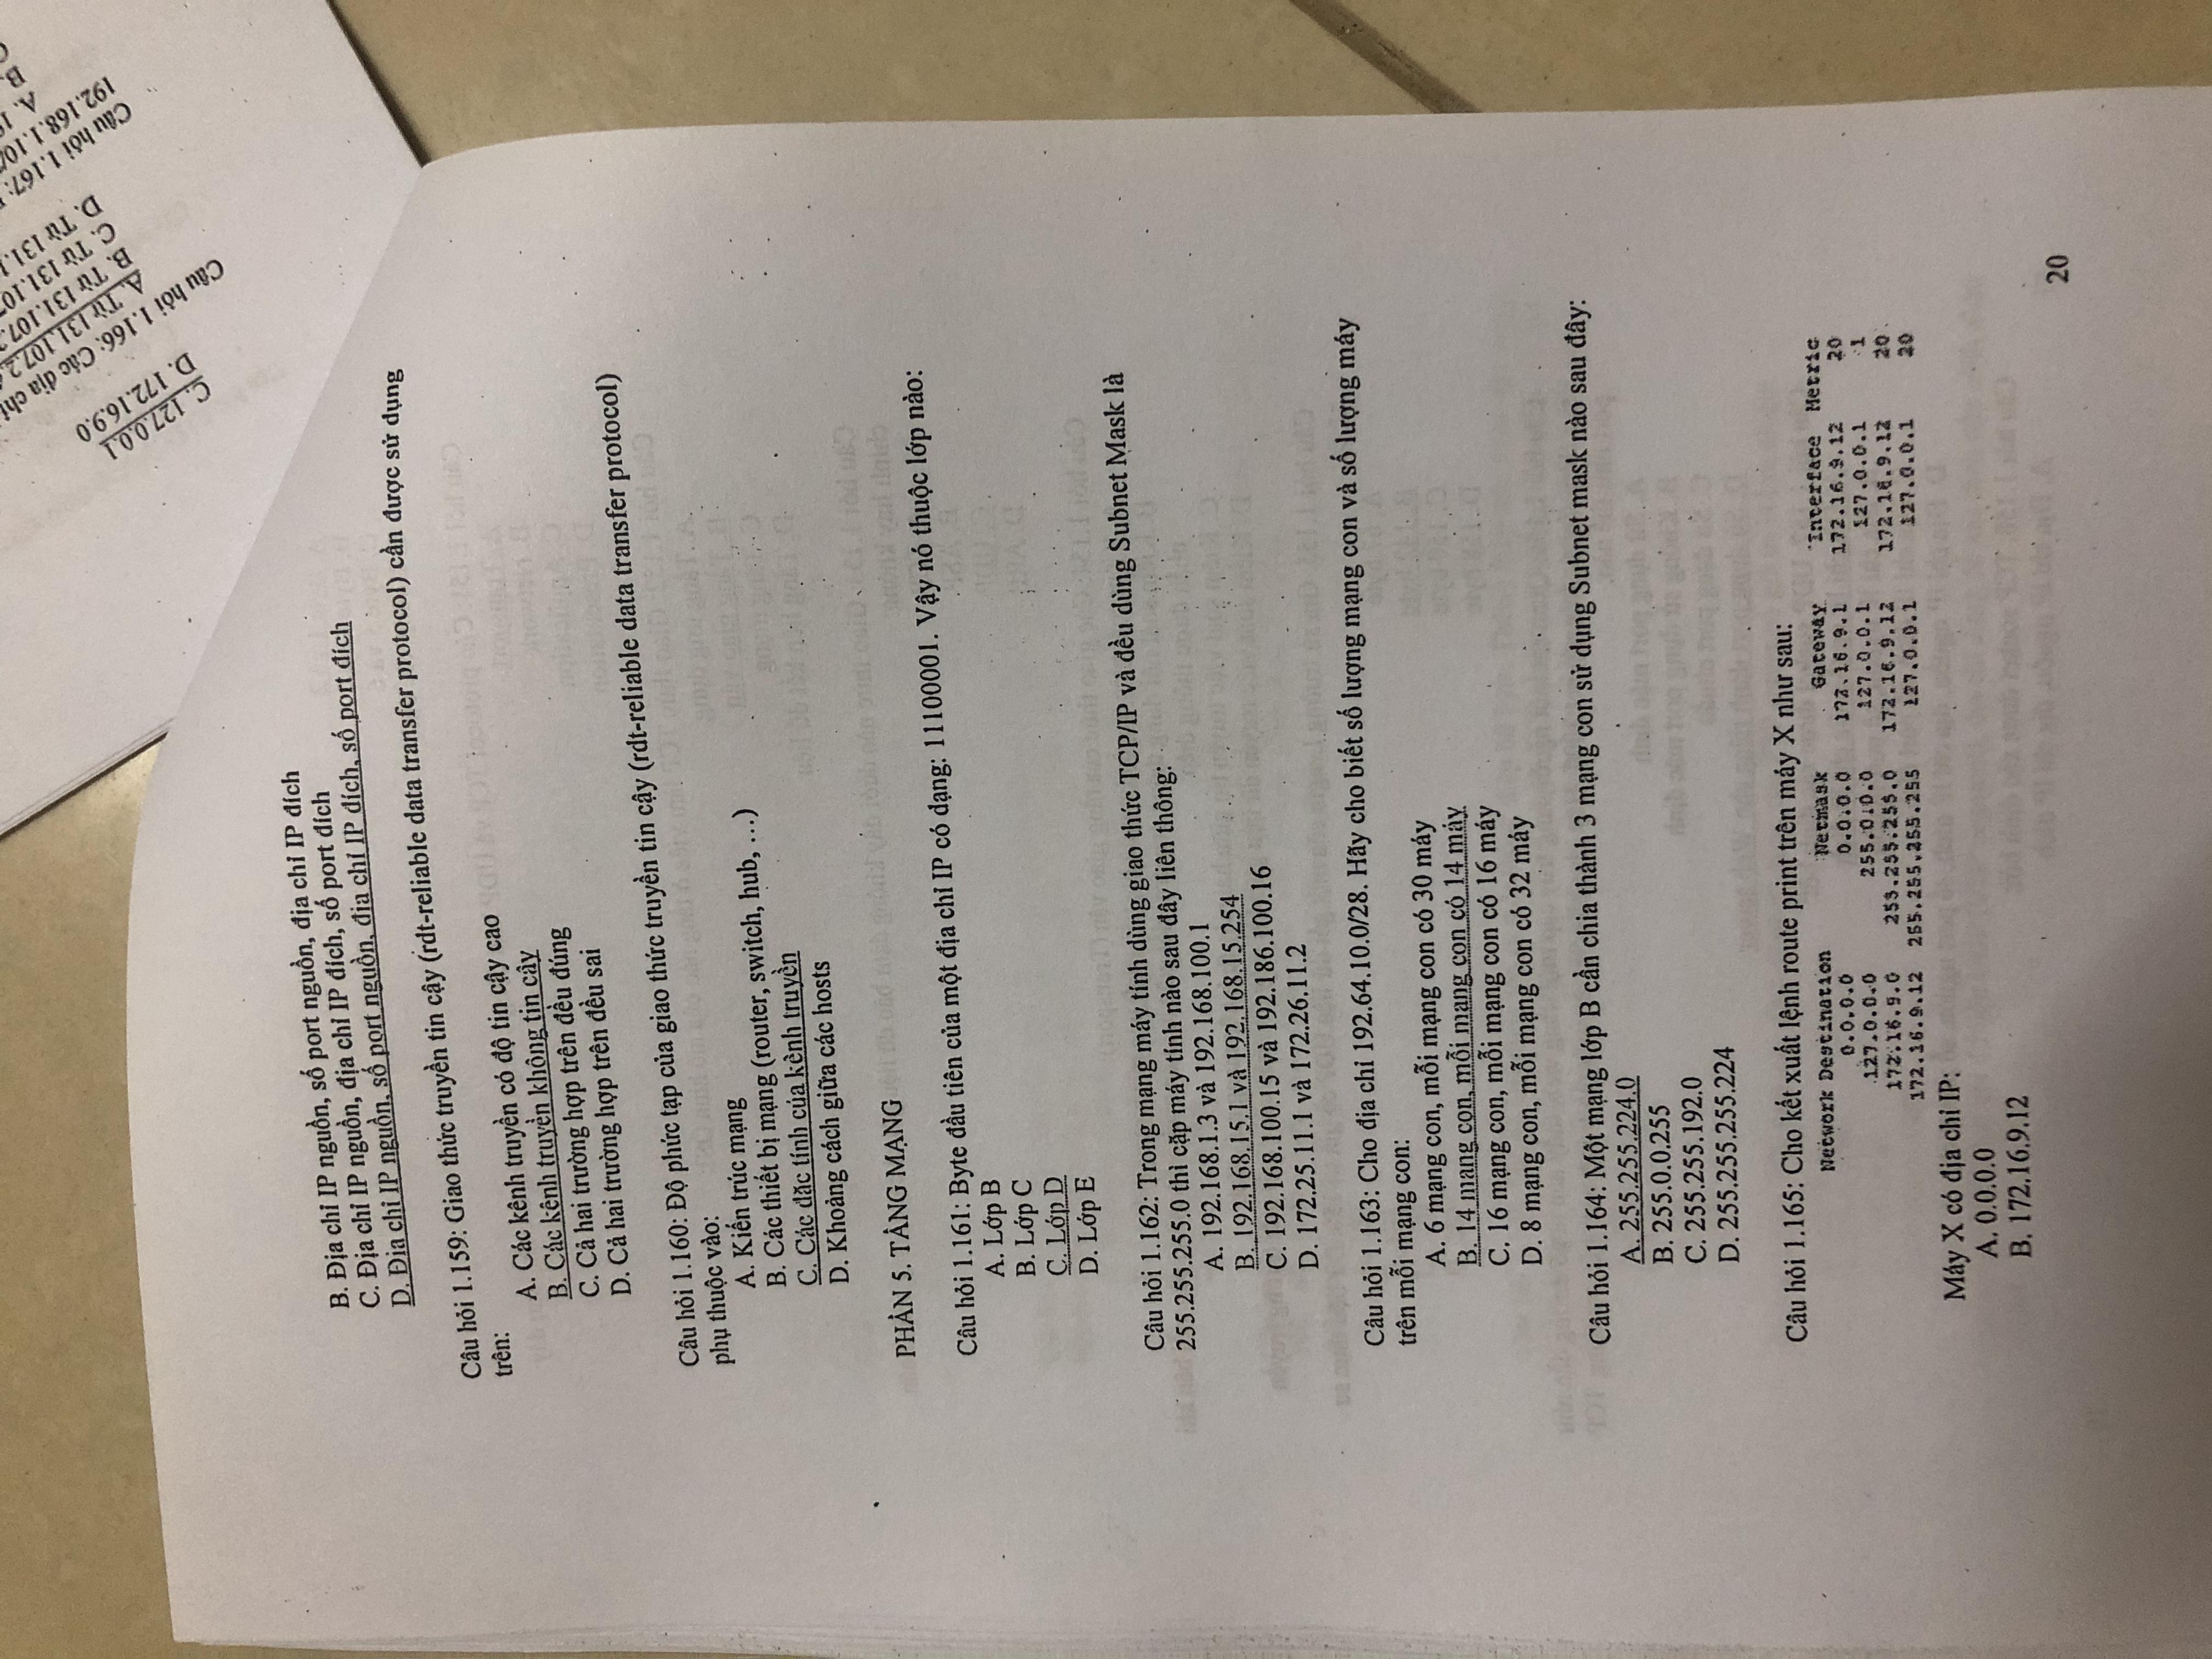 B. Địa chỉ IP nguồn, số port nguồn, địa chỉ IP đích
C. Địa chỉ IP nguồn, địa chỉ IP đích, số port đích
D. Địa chỉ IP nguồn, số port nguồn, địa chỉ IP đích, số port đích
Câu hỏi 1.159: Giao thức truyền tin cậy (rdt-reliable data transfer protocol) cần được sử dụng
trên:
A. Các kênh truyền có độ tin cậy cao
B. Các kênh truyền không tin cậy
C. Cả hai trường hợp trên đều đúng
D. Cả hai trường hợp trên đều sai
Câu hỏi 1.160: Độ phức tạp của giao thức truyền tin cậy (rdt-reliable data transfer protocol)
phụ thuộc vào:
A. Kiến trúc mạng
B. Các thiết bị mạng (router, switch, hub, …)
C. Các đặc tính của kênh truyền
D. Khoảng cách giữa các hosts
PHẦN 5. TẦNG MẠNG
Câu hỏi 1.161: Byte đầu tiên của một địa chỉ IP có dạng: 11100001. Vậy nó thuộc lớp nào:
A. Lớp B
B. Lớp C
C. Lớp D
D. Lớp E
Câu hỏi 1.162: Trong mạng máy tính dùng giao thức TCP/IP và đều dùng Subnet Mask là
255.255.255.0 thì cặp máy tính nào sau đây liên thông:
A. 192.168.1.3 và 192.168.100.1
B. 192.168.15.1 và 192.168.15.254
C. 192.168.100.15 và 192.186.100.16
D. 172.25.11.1 và 172.26.11.2
Câu hỏi 1.163: Cho địa chỉ 192.64.10.0/28. Hãy cho biết số lượng mạng con và số lượng máy
trên mỗi mạng con:
A. 6 mạng con, mỗi mạng con có 30 máy
B. 14 mạng con, mỗi mạng con có 14 máy
C. 16 mạng con, mỗi mạng con có 16 máy
D. 8 mạng con, mỗi mạng con có 32 máy
Câu hỏi 1.164: Một mạng lớp B cần chia thành 3 mạng con sử dụng Subnet mask nào sau đây:
A. 255.255.224.0
B. 255.0.0.255
C. 255.255.192.0
D. 255.255.255.224
Câu hỏi 1.165: Cho kết xuất lệnh route print trên máy X như sau:
Network Destination Netmask Gateway Interface Metric
0.0.0.0 0.0.0.0 172.16.9.1 172.16.9.12 20
127.0.0.0 255.0.0.0 127.0.0.1 127.0.0.1 1
172.16.9.0 255.255.255.0 172.16.9.12 172.16.9.12 20
172.16.9.12 255.255.255.255 127.0.0.1 127.0.0.1 20
Máy X có địa chỉ IP:
A. 0.0.0.0
B. 172.16.9.12
20
C. 127.0.0.1
D. 172.16.9.0
Câu hỏi 1.166: Các địa
A. Từ 131.107.2.
B. Từ 131.107.
C. Từ 131.10
D. Từ 131.
Câu hỏi 1.167:
192.168.1.10
A.
B.